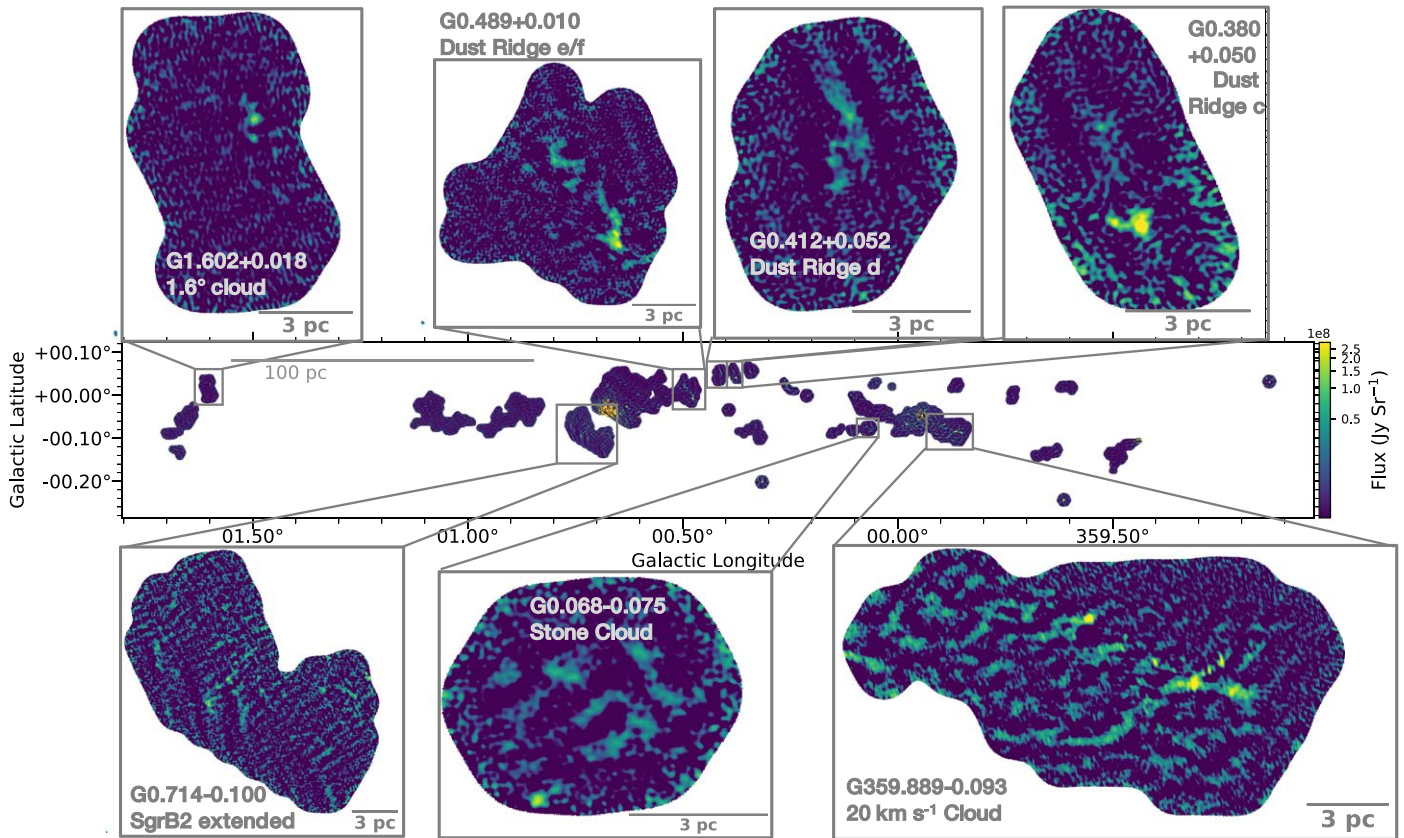 G0.489+0.010
Dust Ridge e/f
G0.380
+0.050
Dust
Ridge c
G1.602+0.018
1.6° cloud
3 pc
3 pc
G0.412+0.052
Dust Ridge d
3 pc
3 pc
1e8
+00.10°
+00.00°
-00.10°
-00.20°
Galactic Latitude
100 pc
2.5
2.0
1.5
1.0
0.5
Flux (Jy Sr⁻¹)
01.50°
01.00°
00.50°
00.00°
359.50°
Galactic Longitude
G0.714-0.100
SgrB2 extended
3 pc
G0.068-0.075
Stone Cloud
3 pc
G359.889-0.093
20 km s⁻¹ Cloud
3 pc